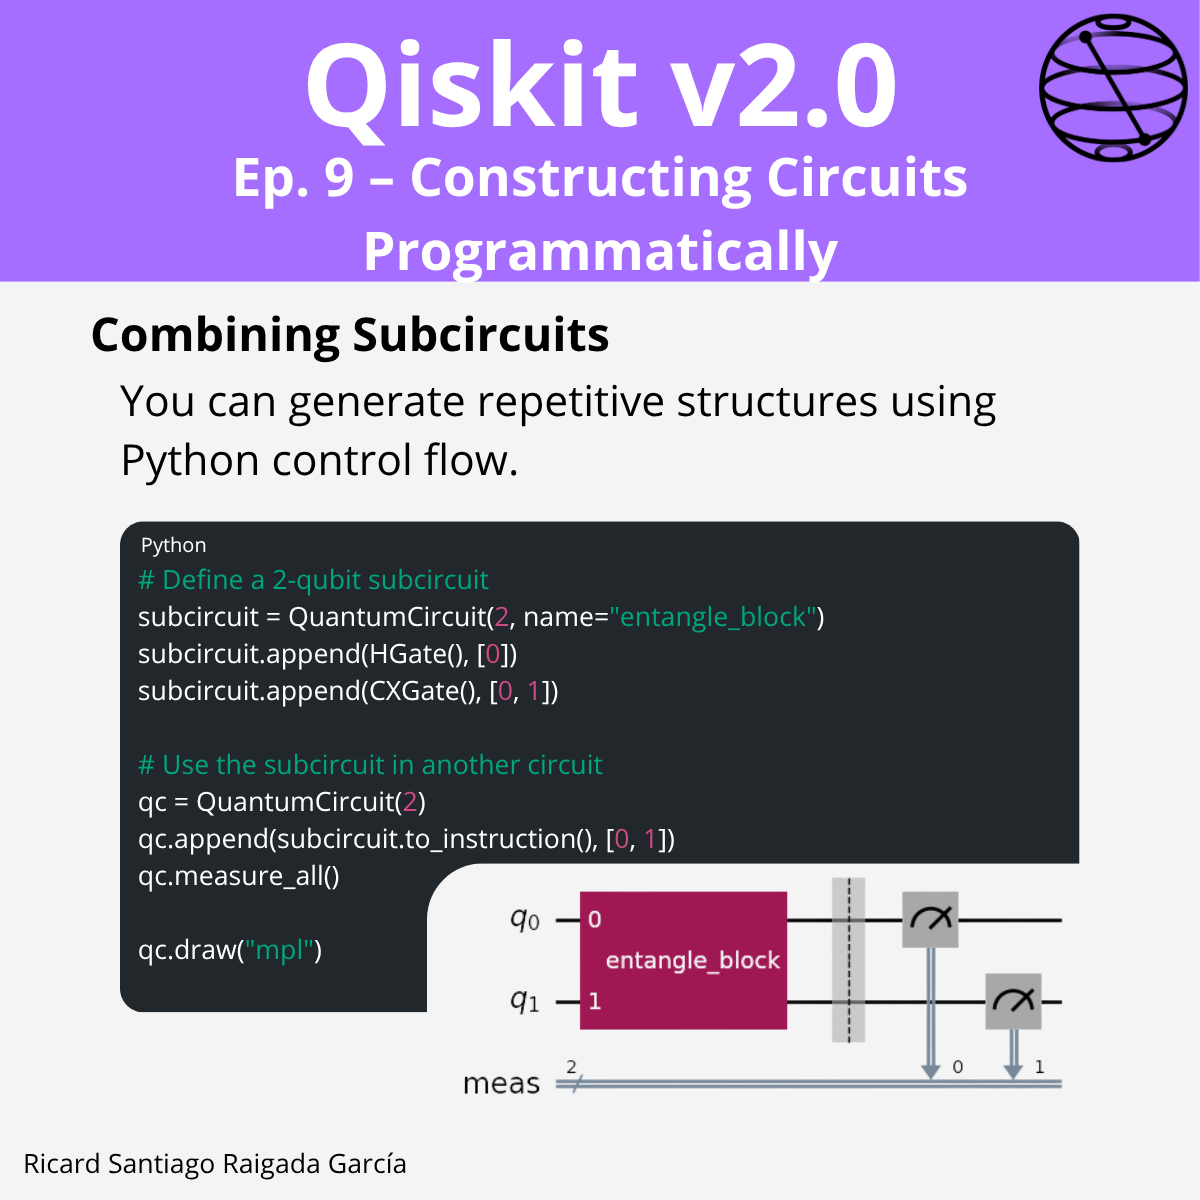 Qiskit v2.0
Ep. 9 – Constructing Circuits
Programmatically
Combining Subcircuits
You can generate repetitive structures using
Python control flow.
Python
# Define a 2-qubit subcircuit
subcircuit = QuantumCircuit(2, name="entangle_block")
subcircuit.append(HGate(), [0])
subcircuit.append(CXGate(), [0, 1])
# Use the subcircuit in another circuit
qc = QuantumCircuit(2)
qc.append(subcircuit.to_instruction(), [0, 1])
qc.measure_all()
qc.draw("mpl")
q0 0
entangle_block
q1 1
meas 2 0 1
Ricard Santiago Raigada García